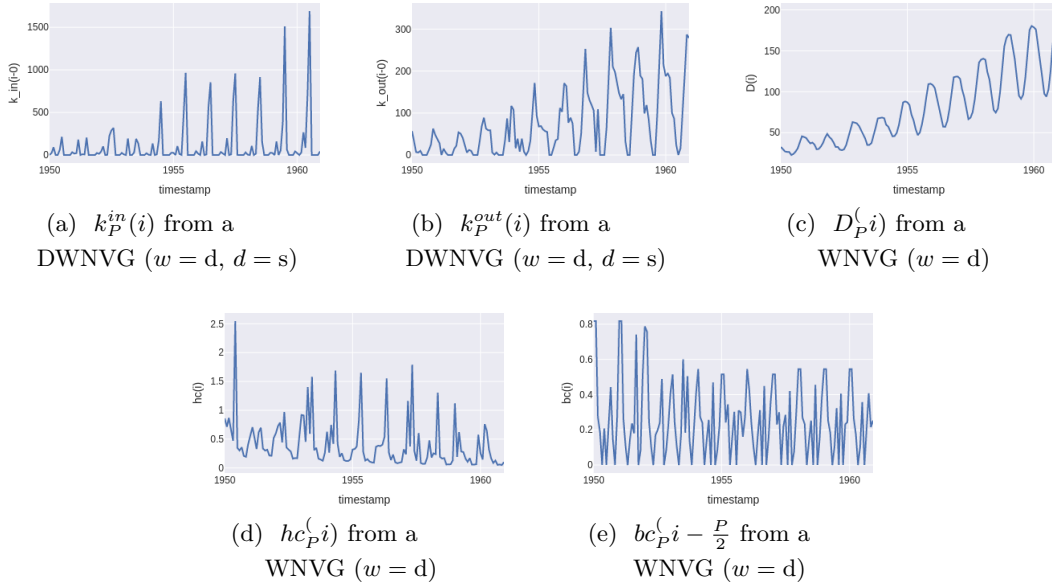 1500
1000
500
0
k_in(i-0)
1950
1955
1960
timestamp
(a) k_P^{in}(i) from a
DWNVG (w = d, d = s)
300
200
100
0
k_out(i-0)
1950
1955
1960
timestamp
(b) k_P^{out}(i) from a
DWNVG (w = d, d = s)
200
150
100
50
D(i)
1950
1955
1960
timestamp
(c) D_P^(i) from a
WNVG (w = d)
2.5
2
1.5
1
0.5
0
hc(i)
1950
1955
1960
timestamp
(d) hc_P^(i) from a
WNVG (w = d)
0.8
0.6
0.4
0.2
0
bc(i)
1950
1955
1960
timestamp
(e) bc_P^(i − P/2 from a
WNVG (w = d)